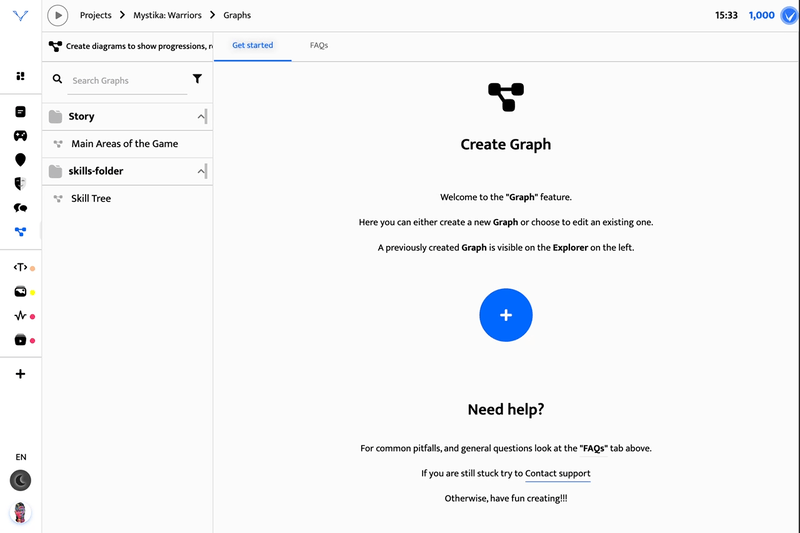 Projects > Mystika: Warriors > Graphs
15:33
1,000
Create diagrams to show progressions, r
Get started
FAQs
Search Graphs
Story
Main Areas of the Game
skills-folder
Skill Tree
Create Graph
Welcome to the "Graph" feature.
Here you can either create a new Graph or choose to edit an existing one.
A previously created Graph is visible on the Explorer on the left.
Need help?
For common pitfalls, and general questions look at the "FAQs" tab above.
If you are still stuck try to Contact support
Otherwise, have fun creating!!!
<T>
EN